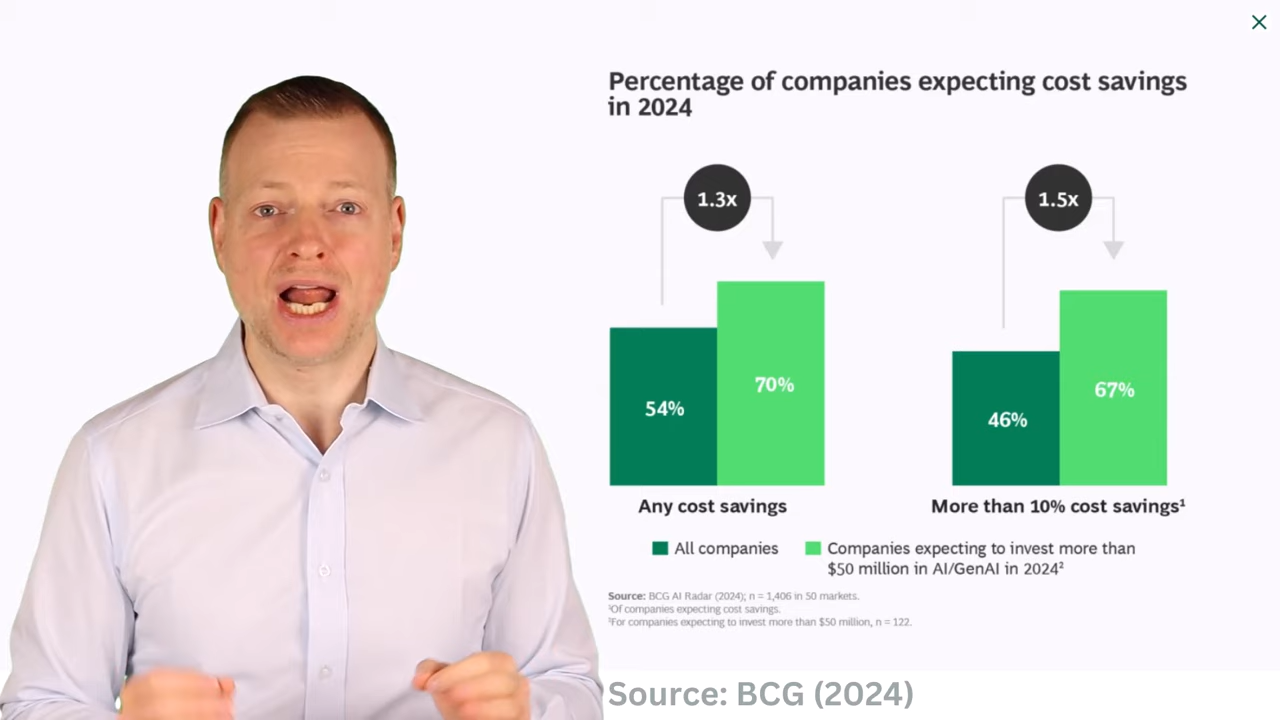 Percentage of companies expecting cost savings
in 2024
1.3x
1.5x
54%
70%
46%
67%
Any cost savings
More than 10% cost savings¹
All companies
Companies expecting to invest more than
$50 million in AI/GenAI in 2024²
Source: BCG AI Radar (2024); n = 1,406 in 50 markets.
¹Of companies expecting cost savings.
²For companies expecting to invest more than $50 million, n = 122.
Source: BCG (2024)